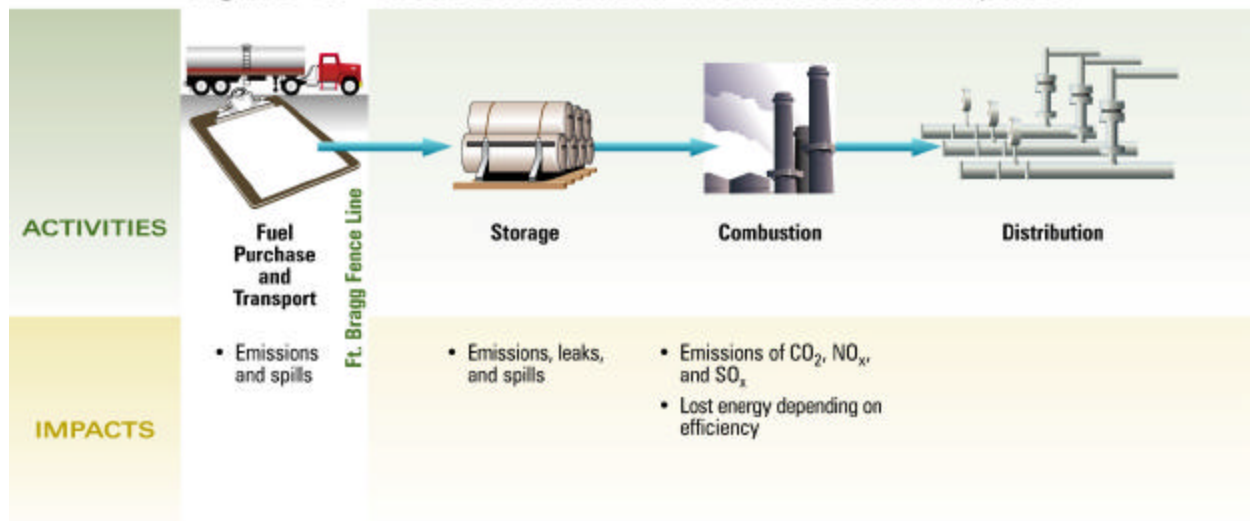 ACTIVITIES
Fuel
Purchase
and
Transport
Ft. Bragg Fence Line
Storage
Combustion
Distribution
IMPACTS
• Emissions
and spills
• Emissions, leaks,
and spills
• Emissions of CO₂, NOₓ,
and SOₓ
• Lost energy depending on
efficiency